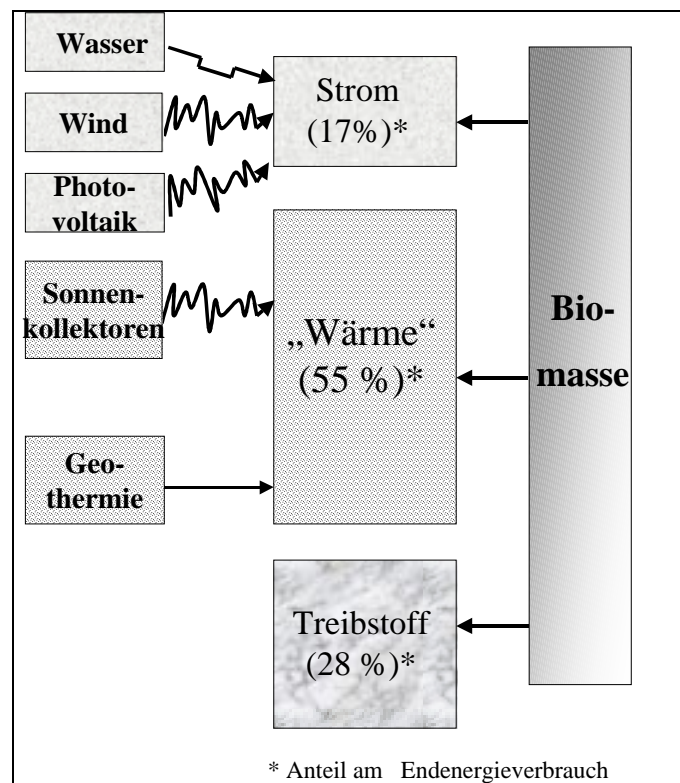 Wasser
Wind
Photo-
voltaik
Sonnen-
kollektoren
Geo-
thermie
Strom
(17%)*
„Wärme“
(55 %)*
Treibstoff
(28 %)*
Bio-
masse
* Anteil am Endenergieverbrauch